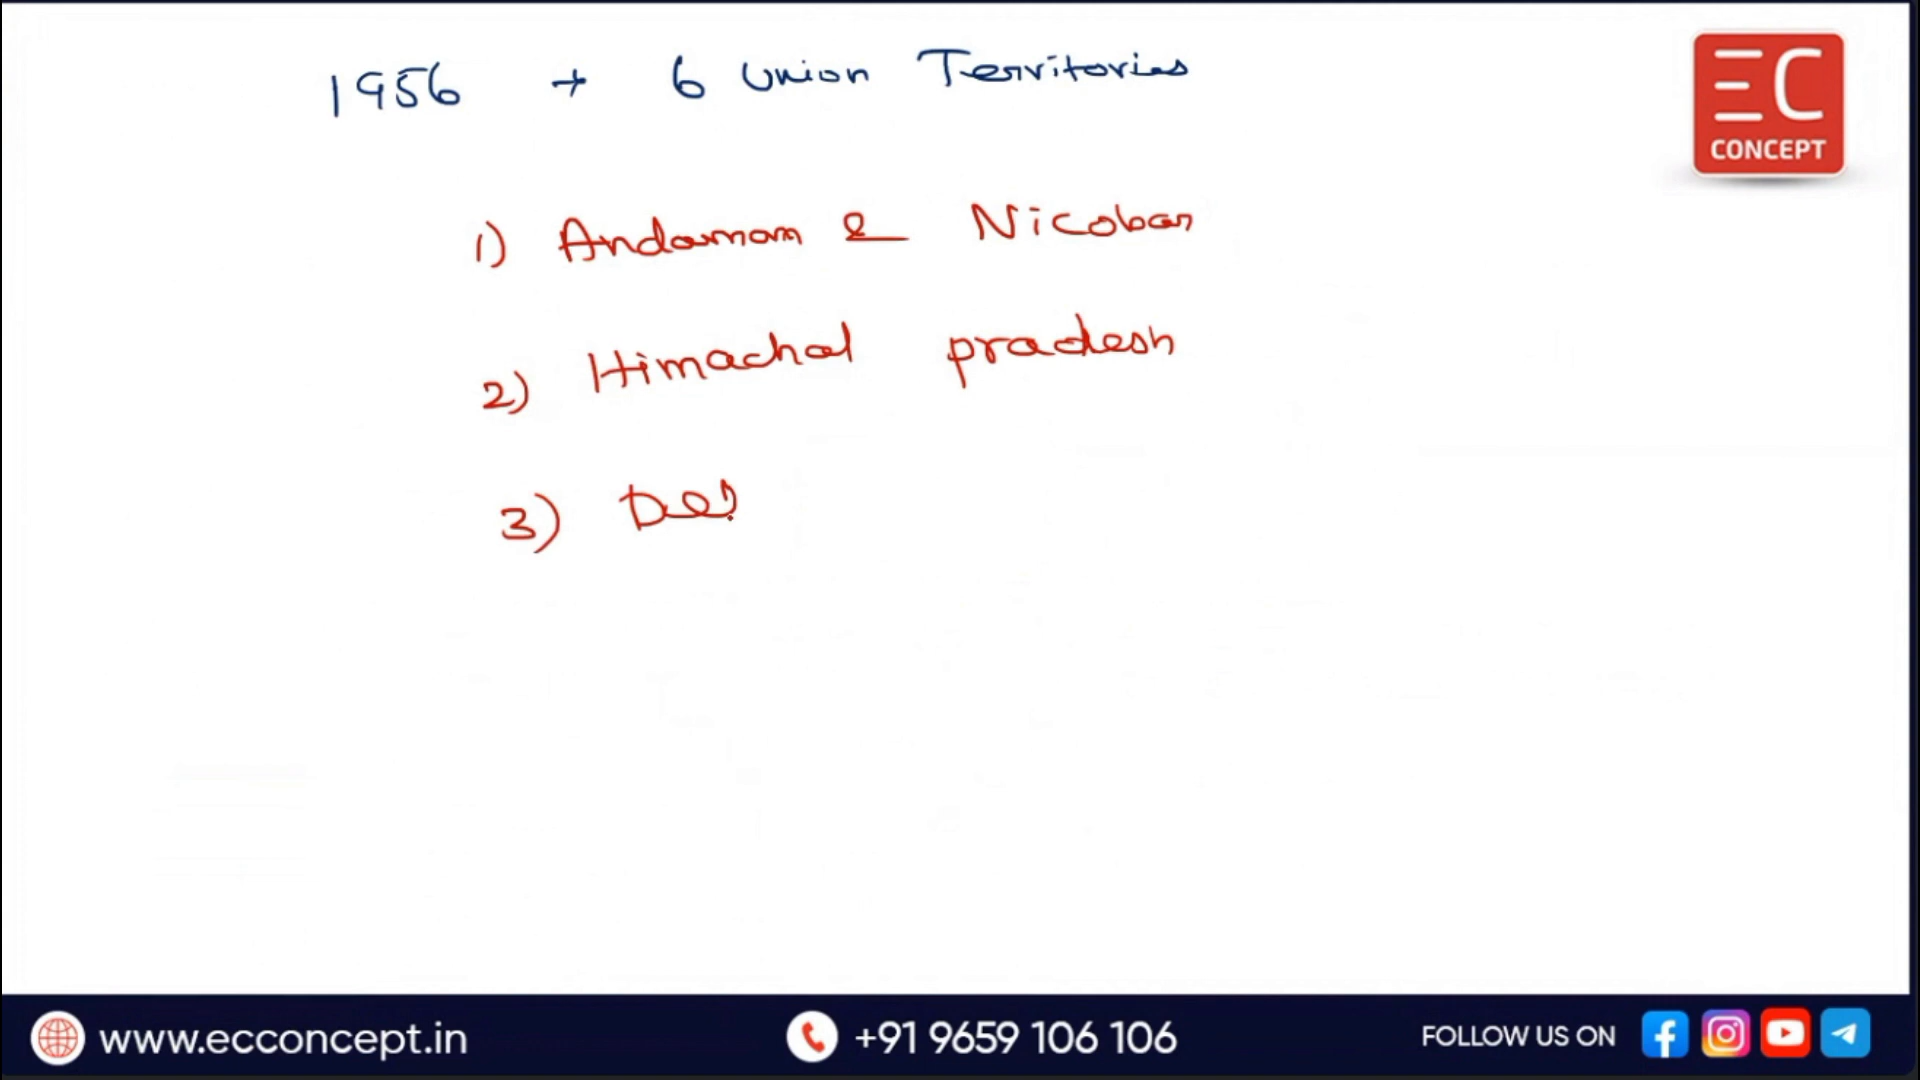 1956 + 6 Union Territories
EC
CONCEPT
1) Andaman & Nicobar
2) Himachal pradesh
3) Del
www.ecconcept.in
+91 9659 106 106
FOLLOW US ON